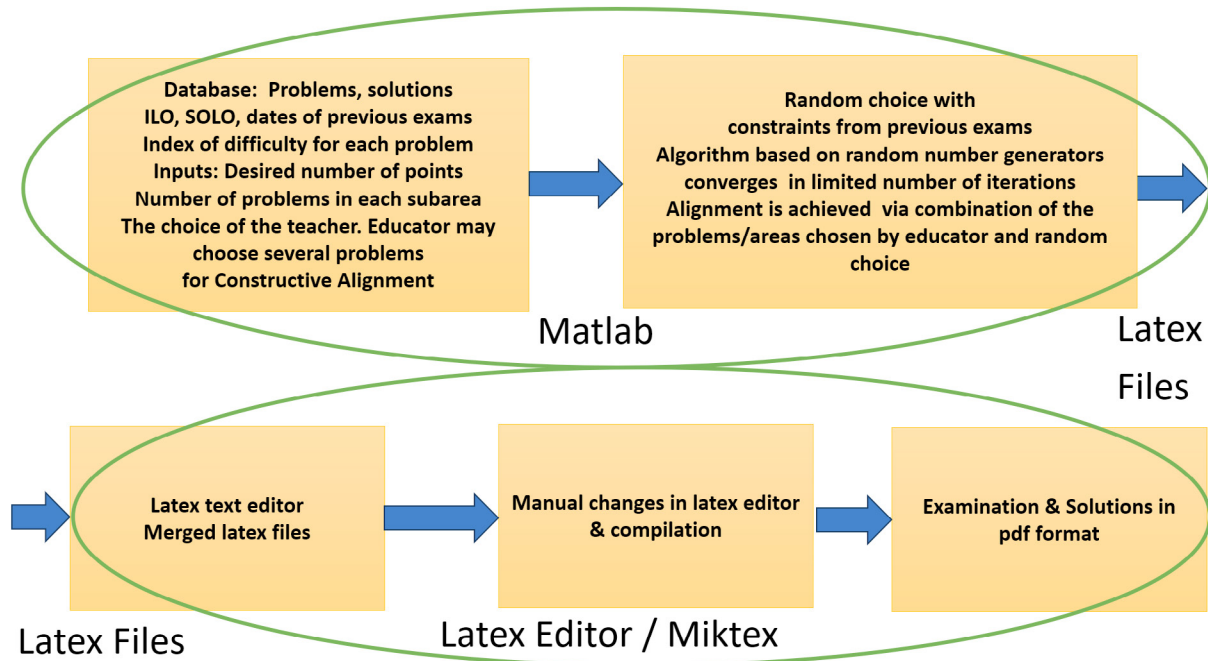 Database:  Problems, solutions
ILO, SOLO, dates of previous exams
Index of difficulty for each problem
Inputs: Desired number of points
Number of problems in each subarea
The choice of the teacher. Educator may
choose several problems
for Constructive Alignment
Random choice with
constraints from previous exams
Algorithm based on random number generators
converges  in limited number of iterations
Alignment is achieved  via combination of the
problems/areas chosen by educator and random
choice
Matlab
Latex
Files
Latex text editor
Merged latex files
Manual changes in latex editor
& compilation
Examination & Solutions in
pdf format
Latex Files
Latex Editor / Miktex